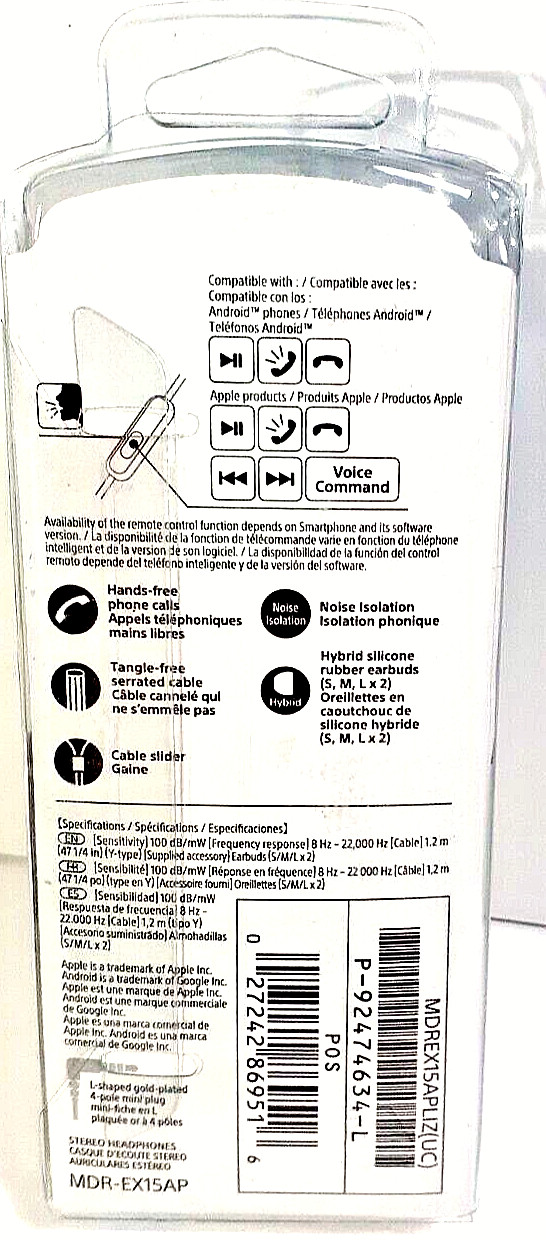 Compatible with : / Compatible avec les :
Compatible con los :
Android™ phones / Téléphones Android™ /
Teléfonos Android™
Apple products / Produits Apple / Productos Apple
Voice
Command
Availability of the remote control function depends on Smartphone and its software
version. / La disponibilité de la fonction de télécommande varie en fonction du téléphone
intelligent et de la version de son logiciel. / La disponibilidad de la función del control
remoto depende del teléfono inteligente y de la versión del software.
Hands-free
phone calls
Appels téléphoniques
mains libres
Noise
Isolation
Noise Isolation
Isolation phonique
Tangle-free
serrated cable
Câble cannelé qui
ne s'emmêle pas
Hybrid
Hybrid silicone
rubber earbuds
(S, M, L x 2)
Oreillettes en
caoutchouc de
silicone hybride
(S, M, L x 2)
Cable slider
Gaine
[Specifications / Spécifications / Especificaciones]
EN [Sensitivity] 100 dB/mW [Frequency response] 8 Hz – 22,000 Hz [Cable] 1.2 m
(47 1/4 in) (Y-type) [Supplied accessory] Earbuds (S/M/L x 2)
FR [Sensibilité] 100 dB/mW [Réponse en fréquence] 8 Hz – 22 000 Hz [Câble] 1,2 m
(47 1/4 po) (type en Y) [Accessoire fourni] Oreillettes (S/M/L x 2)
ES [Sensibilidad] 100 dB/mW
[Respuesta de frecuencia] 8 Hz –
22.000 Hz [Cable] 1,2 m (tipo Y)
[Accesorio suministrado] Almohadillas
(S/M/L x 2)
Apple is a trademark of Apple Inc.
Android is a trademark of Google Inc.
Apple est une marque de Apple Inc.
Android est une marque commerciale
de Google Inc.
Apple es una marca comercial de
Apple Inc. Android es una marca
comercial de Google Inc.
L-shaped gold-plated
4-pole mini plug
mini-fiche en L
plaquée or à 4 pôles
STEREO HEADPHONES
CASQUE D'ÉCOUTE STÉRÉO
AURICULARES ESTÉREO
MDR-EX15AP
0 27242 86951 6
POS
P-92474634-L
MDREX15APLIZ(UC)